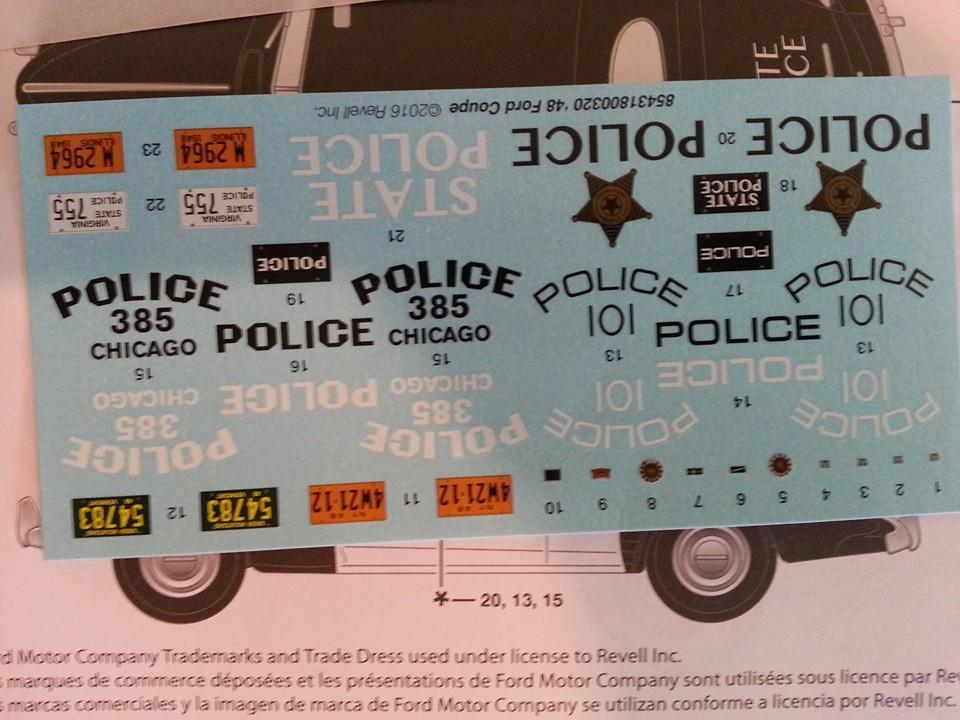 TE
CE
85431800320 '48 Ford Coupe ©2016 Revell Inc.
M 2964
ILLINOIS 1948
23
M 2964
ILLINOIS 1948
STATE
POLICE
POLICE
20
POLICE
VIRGINIA
755
STATE POLICE
22
VIRGINIA
755
STATE POLICE
21
STATE
POLICE
18
POLICE
19
POLICE
17
POLICE
385
CHICAGO
15
POLICE
16
POLICE
385
CHICAGO
15
POLICE
101
13
POLICE
POLICE
101
13
POLICE
385
CHICAGO
POLICE
POLICE
385
CHICAGO
POLICE
101
POLICE
14
POLICE
101
54783
VERMONT
12
54783
VERMONT
4W21-12
NY 48
11
4W21-12
NY 48
10
9
8
7
6
5
4
3
2
1
*— 20, 13, 15
rd Motor Company Trademarks and Trade Dress used under license to Revell Inc.
s marques de commerce déposées et les présentations de Ford Motor Company sont utilisées sous licence par Rev
s marcas comerciales y la imagen de marca de Ford Motor Company se utilizan conforme a licencia por Revell Inc.